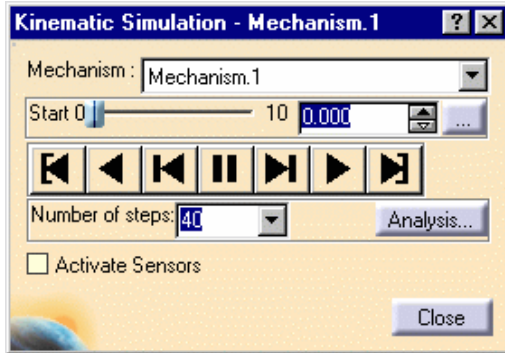 Kinematic Simulation - Mechanism.1
Mechanism : Mechanism.1
Start 0 10 0.000 ...
Number of steps: 40 Analysis...
Activate Sensors
Close